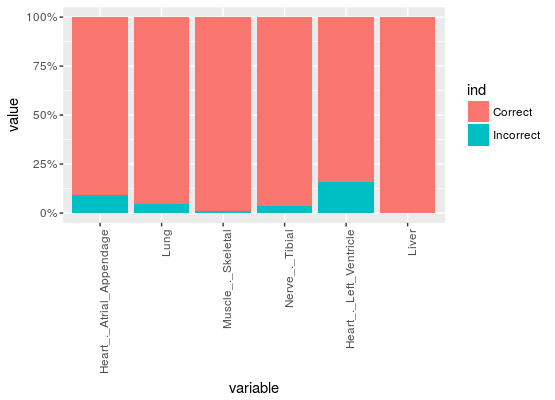 100%
75%
50%
25%
0%
value
Heart_._Atrial_Appendage
Lung
Muscle_._Skeletal
Nerve_._Tibial
Heart_._Left_Ventricle
Liver
variable
ind
Correct
Incorrect